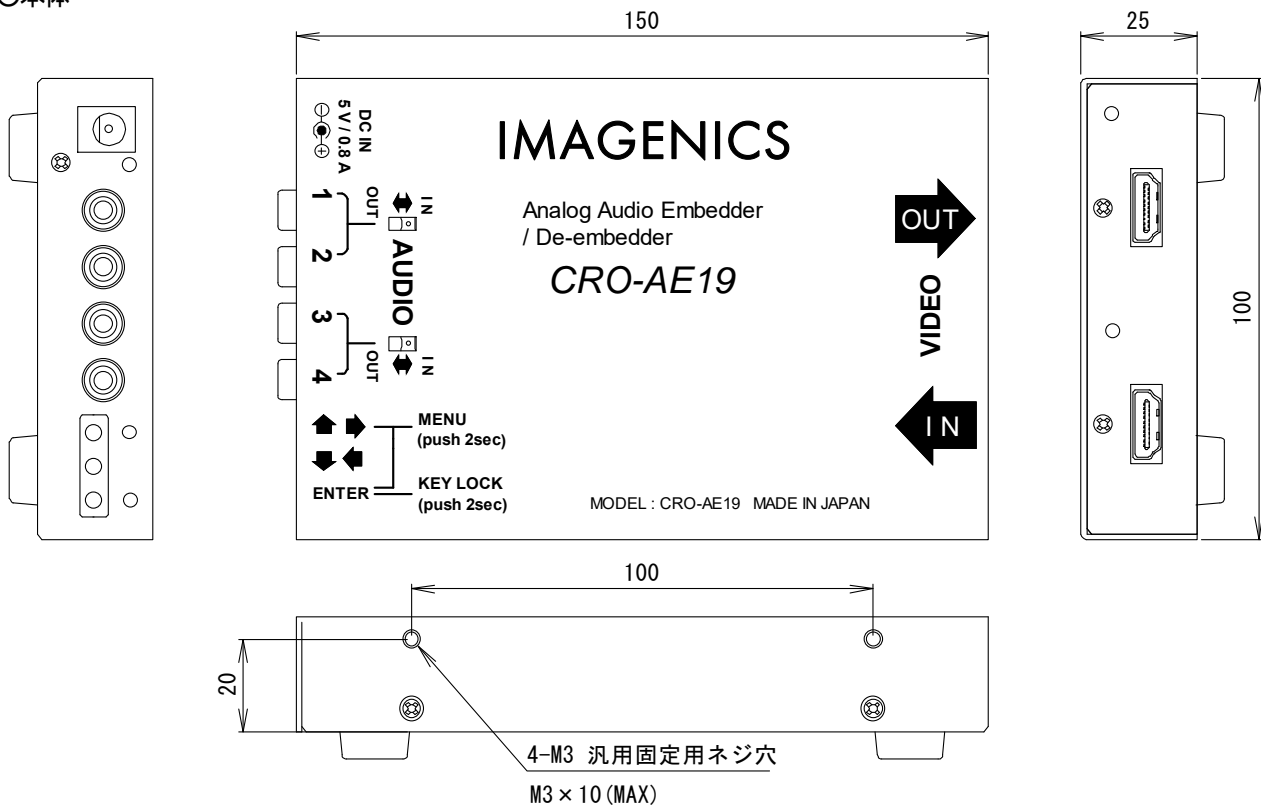 ○本体
150
25
100
DC IN
5V/0.8A
1
2
3
4
OUT
IN
AUDIO
OUT
IN
IMAGENICS
Analog Audio Embedder
/ De-embedder
CRO-AE19
OUT
VIDEO
IN
MENU
(push 2sec)
ENTER
KEY LOCK
(push 2sec)
MODEL : CRO-AE19 MADE IN JAPAN
100
20
4-M3 汎用固定用ネジ穴
M3×10(MAX)